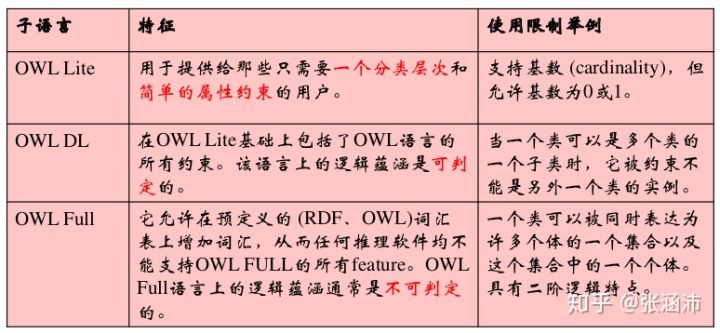 子语言 特征 使用限制举例
OWL Lite 用于提供给那些只需要一个分类层次和 支持基数 (cardinality)，但
简单的属性约束的用户。 允许基数为0或1。
OWL DL 在OWL Lite基础上包括了OWL语言的 当一个类可以是多个类的
所有约束。该语言上的逻辑蕴涵是可判 一个子类时，它被约束不
定的。 能是另外一个类的实例。
OWL Full 它允许在预定义的 (RDF、OWL)词汇 一个类可以被同时表达为
表上增加词汇，从而任何推理软件均不 许多个体的一个集合以及
能支持OWL FULL的所有feature。OWL 这个集合中的一个个体。
Full语言上的逻辑蕴涵通常是不可判定 具有二阶逻辑特点。
的。
知乎 @张涵沛